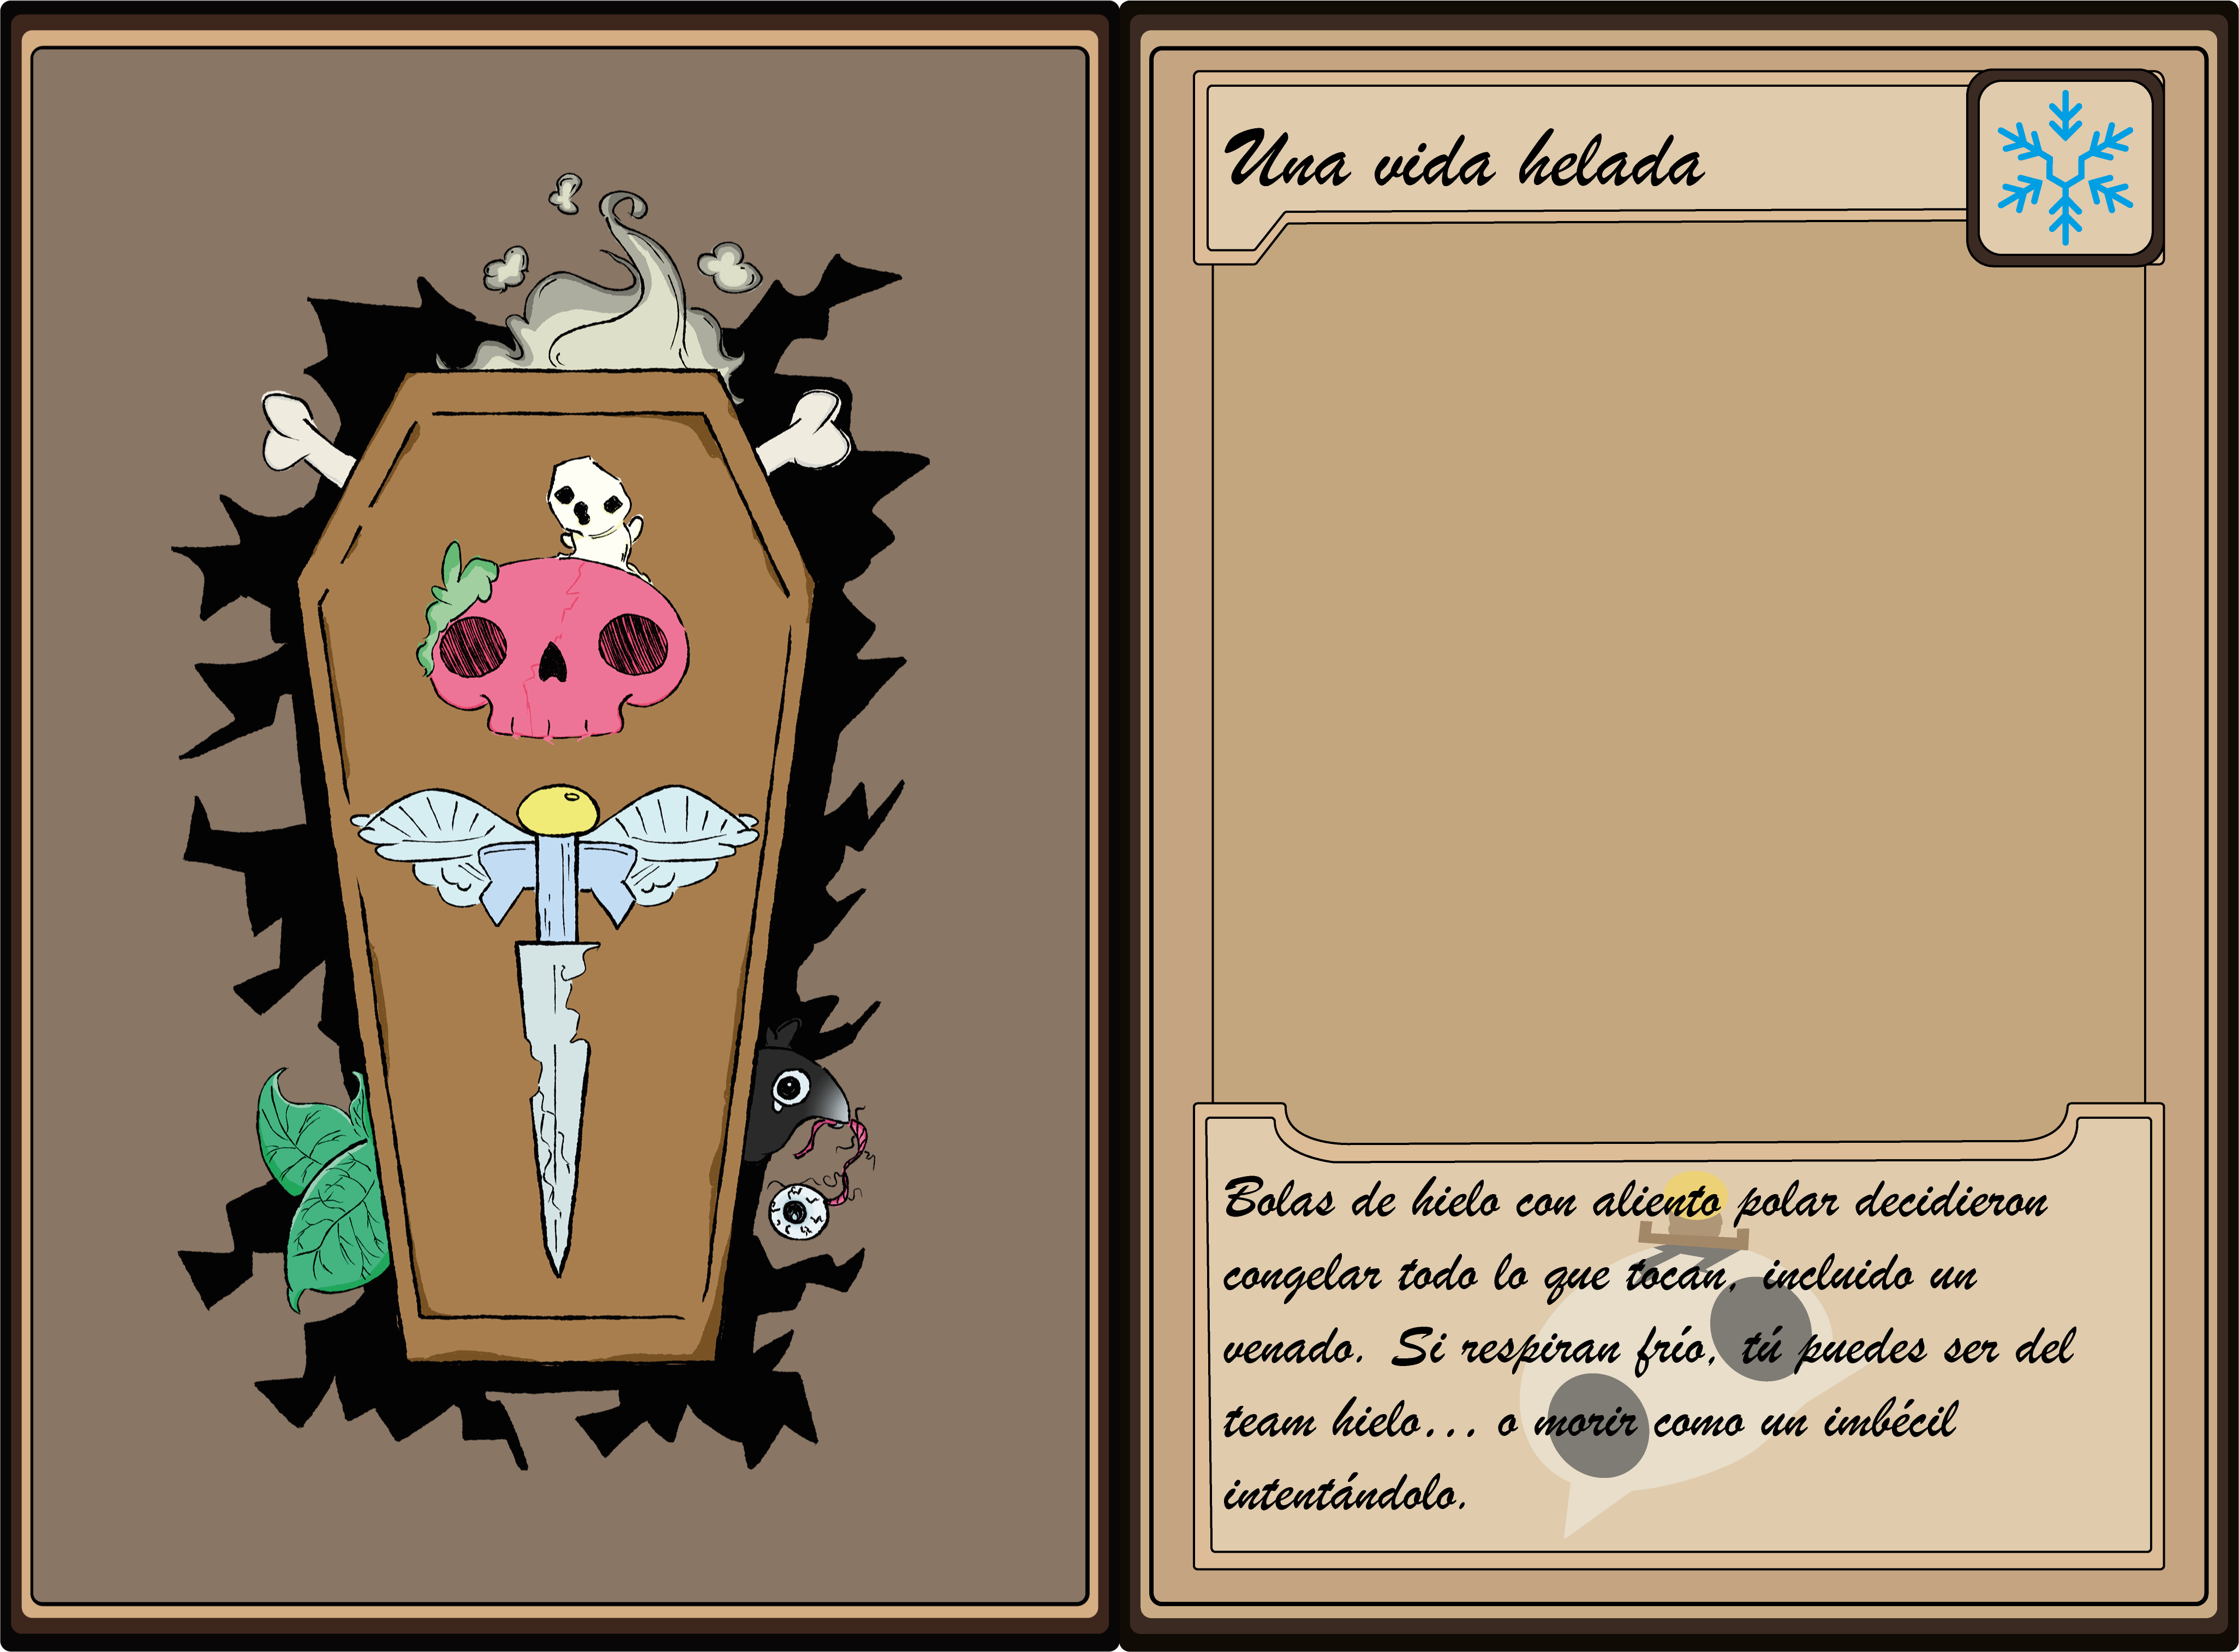 Una vida helada
Bolas de hielo con aliento polar decidieron
congelar todo lo que tocan, incluido un
venado. Si respiran frío, tú puedes ser del
team hielo... o morir como un imbécil
intentándolo.